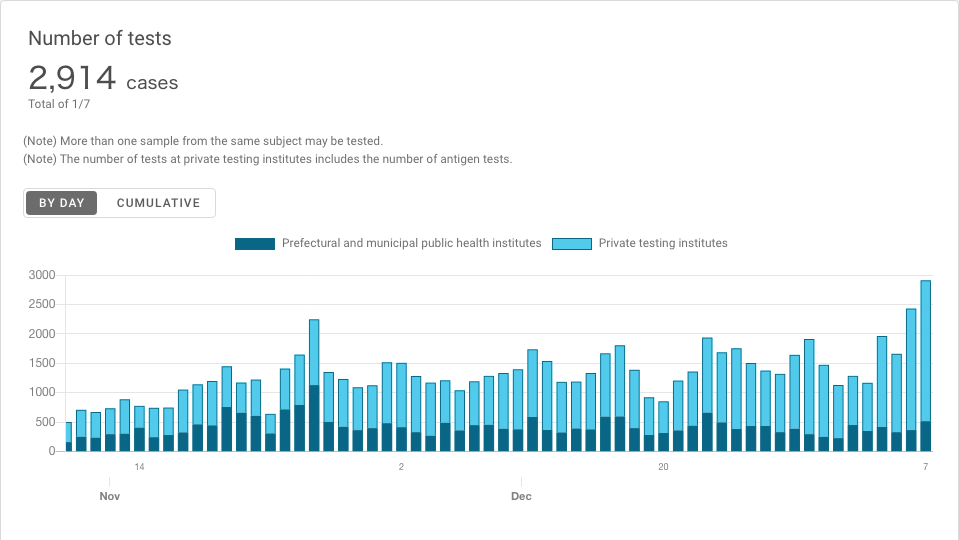 Number of tests
2,914 cases
Total of 1/7
(Note) More than one sample from the same subject may be tested.
(Note) The number of tests at private testing institutes includes the number of antigen tests.
BY DAY CUMULATIVE
Prefectural and municipal public health institutes Private testing institutes
3000
2500
2000
1500
1000
500
0
14 2 20 7
Nov Dec